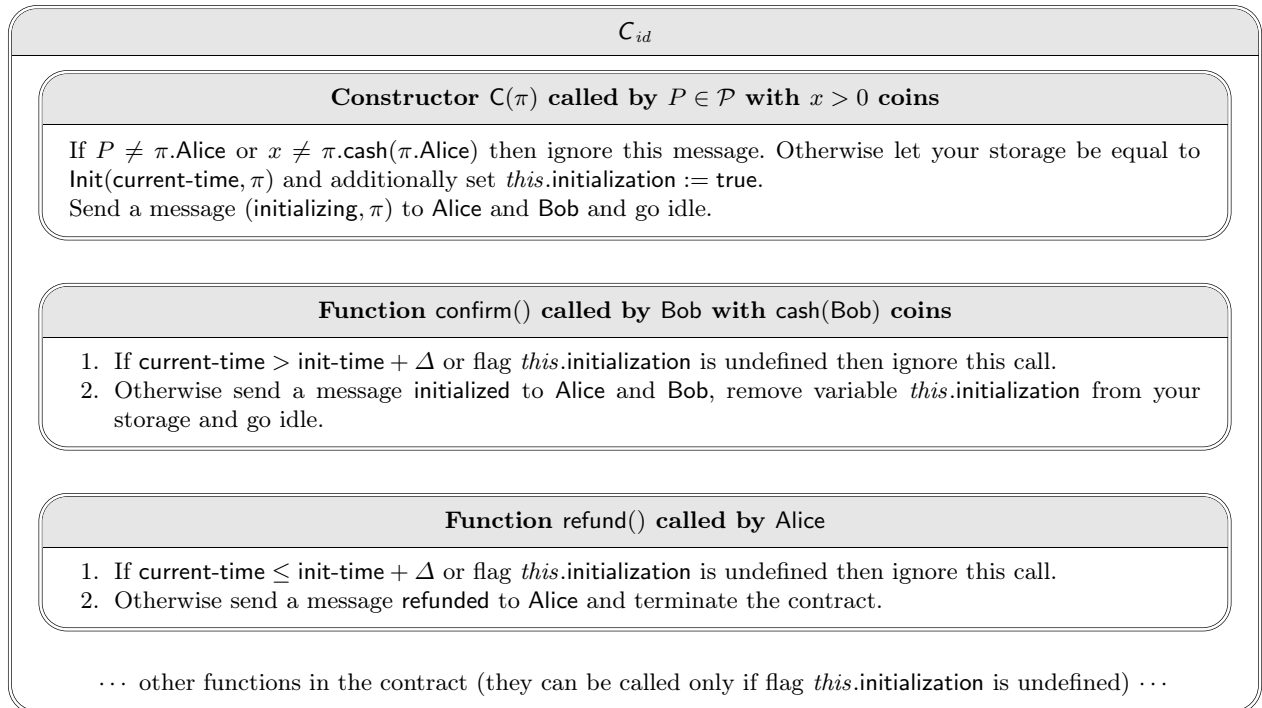 C_id
Constructor C(π) called by P ∈ 𝒫 with x > 0 coins
If P ≠ π.Alice or x ≠ π.cash(π.Alice) then ignore this message. Otherwise let your storage be equal to
Init(current-time, π) and additionally set this.initialization := true.
Send a message (initializing, π) to Alice and Bob and go idle.
Function confirm() called by Bob with cash(Bob) coins
1. If current-time > init-time + Δ or flag this.initialization is undefined then ignore this call.
2. Otherwise send a message initialized to Alice and Bob, remove variable this.initialization from your
storage and go idle.
Function refund() called by Alice
1. If current-time ≤ init-time + Δ or flag this.initialization is undefined then ignore this call.
2. Otherwise send a message refunded to Alice and terminate the contract.
··· other functions in the contract (they can be called only if flag this.initialization is undefined) ···